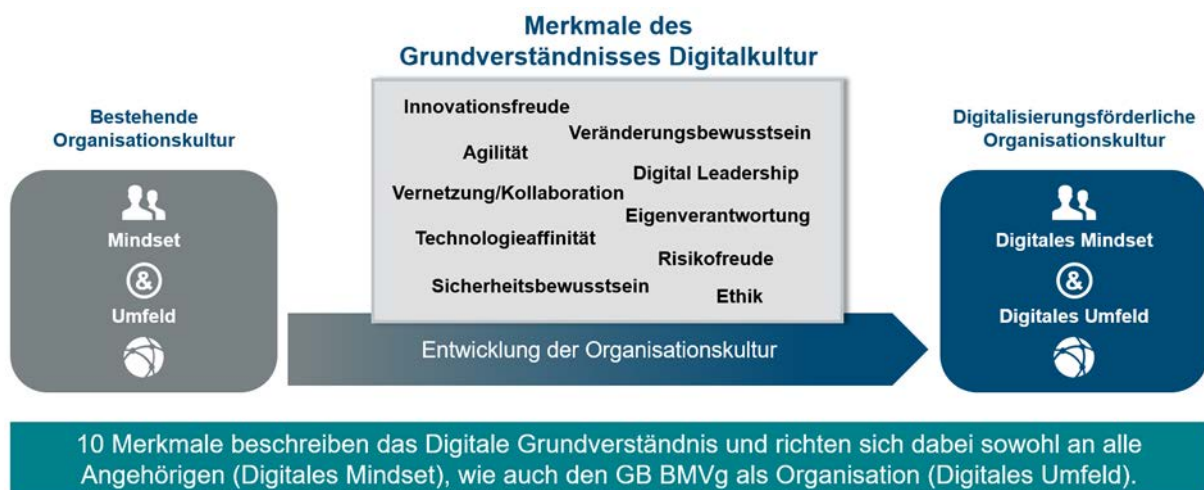 Merkmale des
Grundverständnisses Digitalkultur
Bestehende
Organisationskultur
Mindset
&
Umfeld
Innovationsfreude
Veränderungsbewusstsein
Agilität
Digital Leadership
Vernetzung/Kollaboration
Eigenverantwortung
Technologieaffinität
Risikofreude
Sicherheitsbewusstsein
Ethik
Entwicklung der Organisationskultur
Digitalisierungsförderliche
Organisationskultur
Digitales Mindset
&
Digitales Umfeld
10 Merkmale beschreiben das Digitale Grundverständnis und richten sich dabei sowohl an alle
Angehörigen (Digitales Mindset), wie auch den GB BMVg als Organisation (Digitales Umfeld).